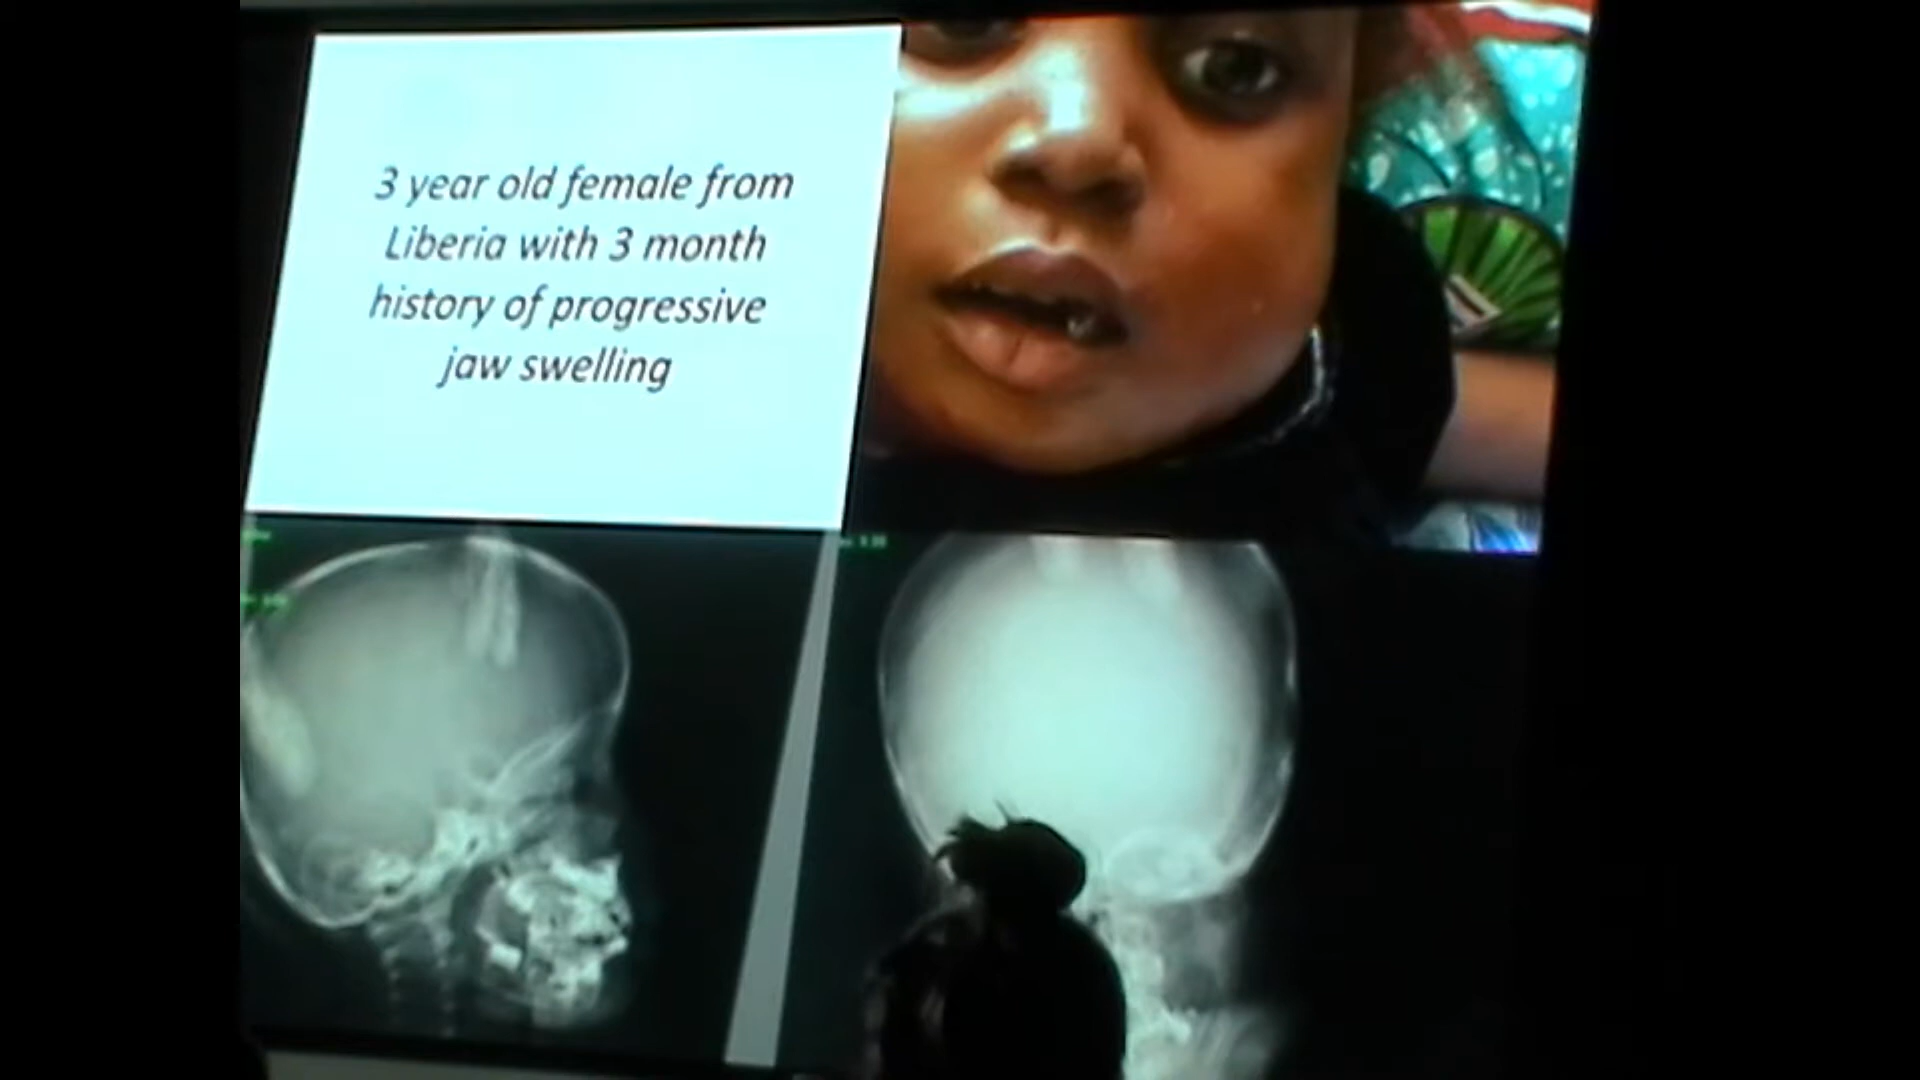 3 year old female from
Liberia with 3 month
history of progressive
jaw swelling